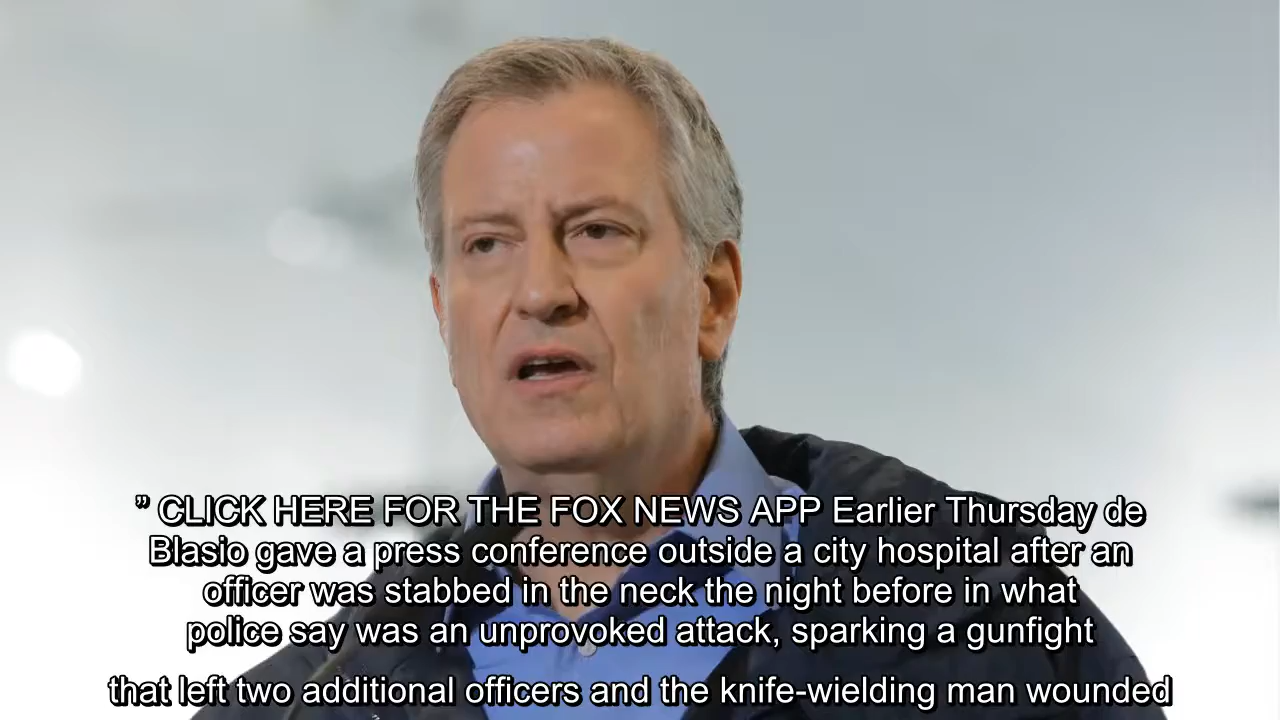 ” CLICK HERE FOR THE FOX NEWS APP Earlier Thursday de
Blasio gave a press conference outside a city hospital after an
officer was stabbed in the neck the night before in what
police say was an unprovoked attack, sparking a gunfight
that left two additional officers and the knife-wielding man wounded